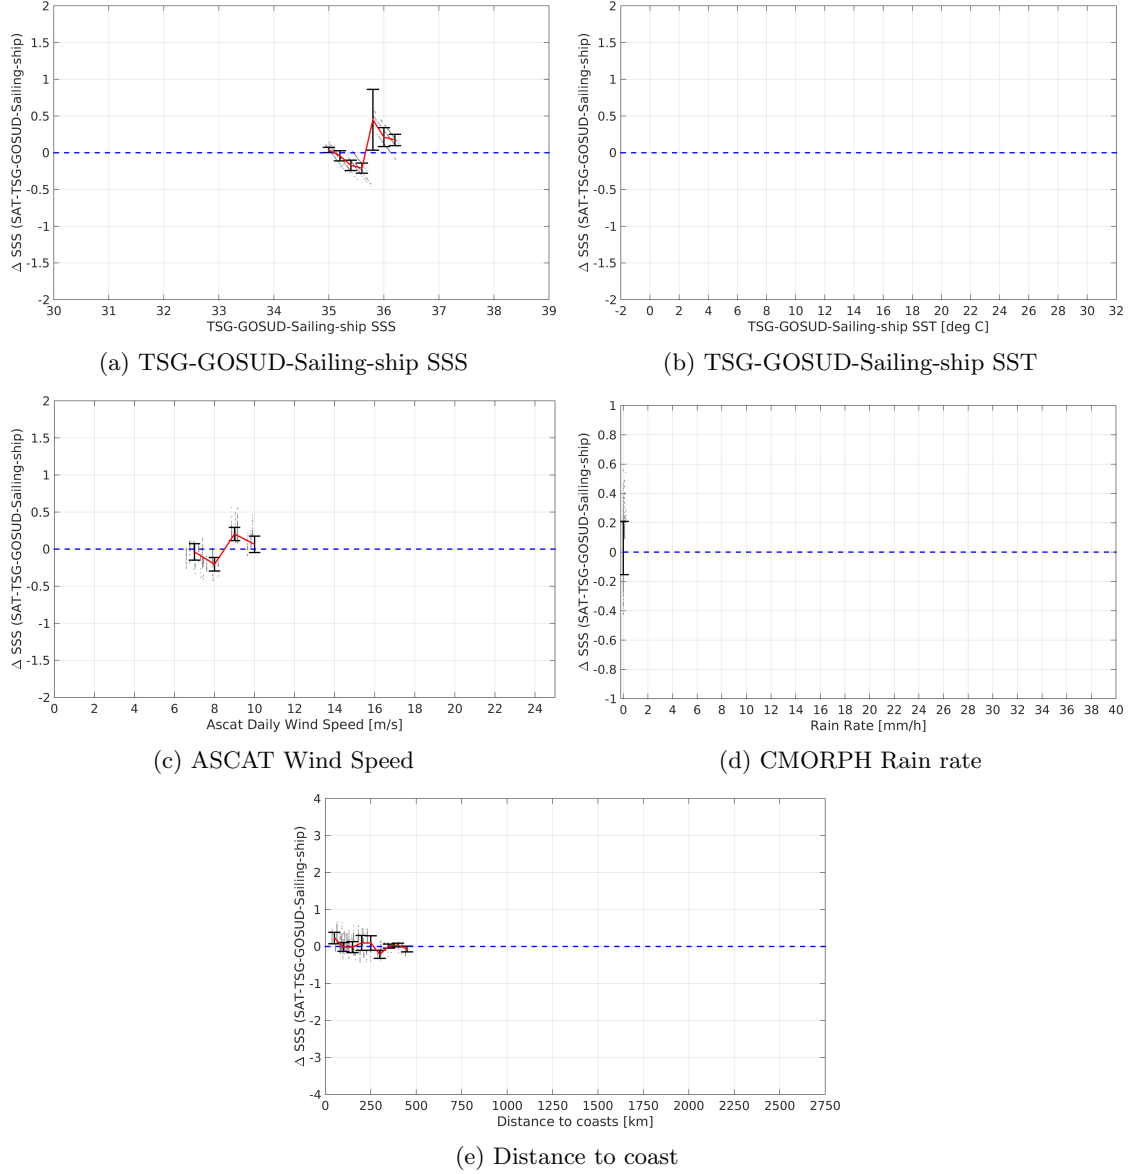 2
1.5
1
0.5
0
-0.5
-1
-1.5
-2
Δ SSS (SAT-TSG-GOSUD-Sailing-ship)
30 31 32 33 34 35 36 37 38 39
TSG-GOSUD-Sailing-ship SSS
(a) TSG-GOSUD-Sailing-ship SSS
2
1.5
1
0.5
0
-0.5
-1
-1.5
-2
Δ SSS (SAT-TSG-GOSUD-Sailing-ship)
-2 0 2 4 6 8 10 12 14 16 18 20 22 24 26 28 30 32
TSG-GOSUD-Sailing-ship SST [deg C]
(b) TSG-GOSUD-Sailing-ship SST
2
1.5
1
0.5
0
-0.5
-1
-1.5
-2
Δ SSS (SAT-TSG-GOSUD-Sailing-ship)
0 2 4 6 8 10 12 14 16 18 20 22 24
Ascat Daily Wind Speed [m/s]
(c) ASCAT Wind Speed
1
0.8
0.6
0.4
0.2
0
-0.2
-0.4
-0.6
-0.8
-1
Δ SSS (SAT-TSG-GOSUD-Sailing-ship)
0 2 4 6 8 10 12 14 16 18 20 22 24 26 28 30 32 34 36 38 40
Rain Rate [mm/h]
(d) CMORPH Rain rate
4
3
2
1
0
-1
-2
-3
-4
Δ SSS (SAT-TSG-GOSUD-Sailing-ship)
0 250 500 750 1000 1250 1500 1750 2000 2250 2500 2750
Distance to coasts [km]
(e) Distance to coast